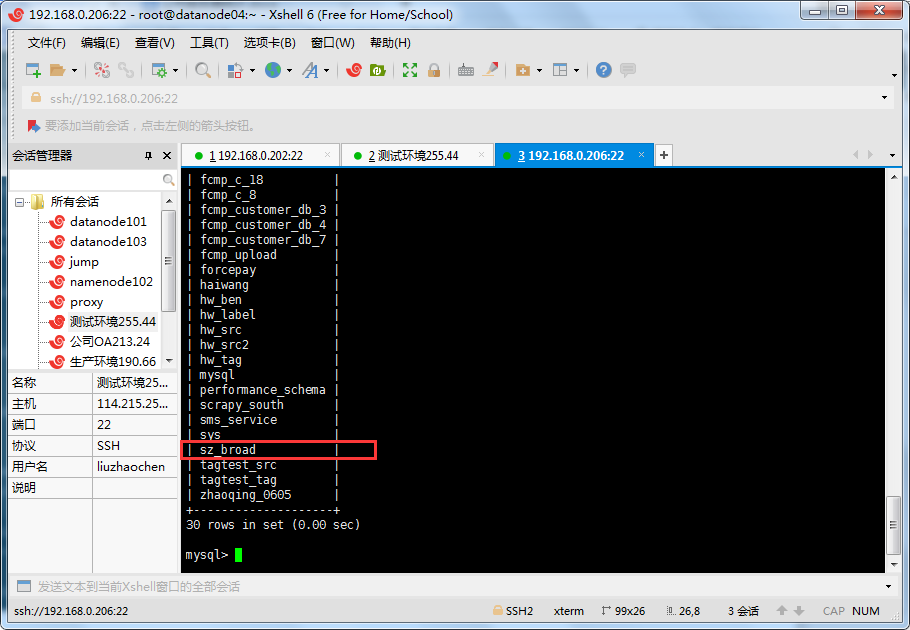 192.168.0.206:22 - root@datanode04:~ - Xshell 6 (Free for Home/School)
文件(F) 编辑(E) 查看(V) 工具(T) 选项卡(B) 窗口(W) 帮助(H)
ssh://192.168.0.206:22
要添加当前会话，点击左侧的箭头按钮。
会话管理器
1 192.168.0.202:22
2 测试环境255.44
3 192.168.0.206:22
所有会话
datanode101
datanode103
jump
namenode102
proxy
测试环境255.44
公司OA213.24
生产环境190.66
名称 测试环境25...
主机 114.215.25...
端口 22
协议 SSH
用户名 liuzhaochen
说明
| fcmp_c_18 |
| fcmp_c_8 |
| fcmp_customer_db_3 |
| fcmp_customer_db_4 |
| fcmp_customer_db_7 |
| fcmp_upload |
| forcepay |
| haiwang |
| hw_ben |
| hw_label |
| hw_src |
| hw_src2 |
| hw_tag |
| mysql |
| performance_schema |
| scrapy_south |
| sms_service |
| sys |
| sz_broad |
| tagtest_src |
| tagtest_tag |
| zhaoqing_0605 |
+--------------------+
30 rows in set (0.00 sec)
mysql>
发送文本到当前Xshell窗口的全部会话
ssh://192.168.0.206:22 SSH2 xterm 99x26 26,8 3 会话 CAP NUM